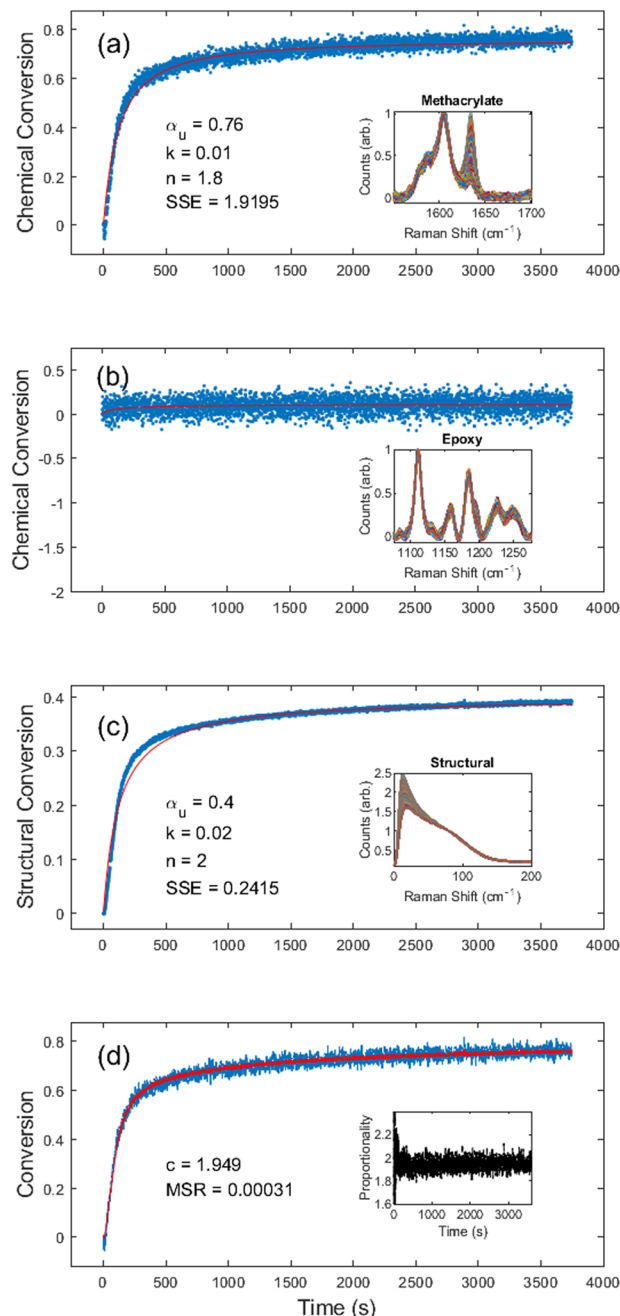 (a)
Chemical Conversion
0.8
0.6
0.4
0.2
0
αu = 0.76
k = 0.01
n = 1.8
SSE = 1.9195
Methacrylate
Counts (arb.)
1
0.5
0
1600 1650 1700
Raman Shift (cm-1)
0 500 1000 1500 2000 2500 3000 3500 4000
(b)
Chemical Conversion
0.5
0
-0.5
-1
-1.5
-2
Epoxy
Counts (arb.)
1
0.5
0
1100 1150 1200 1250
Raman Shift (cm-1)
0 500 1000 1500 2000 2500 3000 3500 4000
(c)
Structural Conversion
0.4
0.3
0.2
0.1
0
αu = 0.4
k = 0.02
n = 2
SSE = 0.2415
Structural
Counts (arb.)
2.5
2
1.5
1
0.5
0 100 200
Raman Shift (cm-1)
0 500 1000 1500 2000 2500 3000 3500 4000
(d)
Conversion
0.8
0.6
0.4
0.2
0
c = 1.949
MSR = 0.00031
Proportionality
2.2
2
1.8
1.6
0 1000 2000 3000
Time (s)
0 500 1000 1500 2000 2500 3000 3500 4000
Time (s)